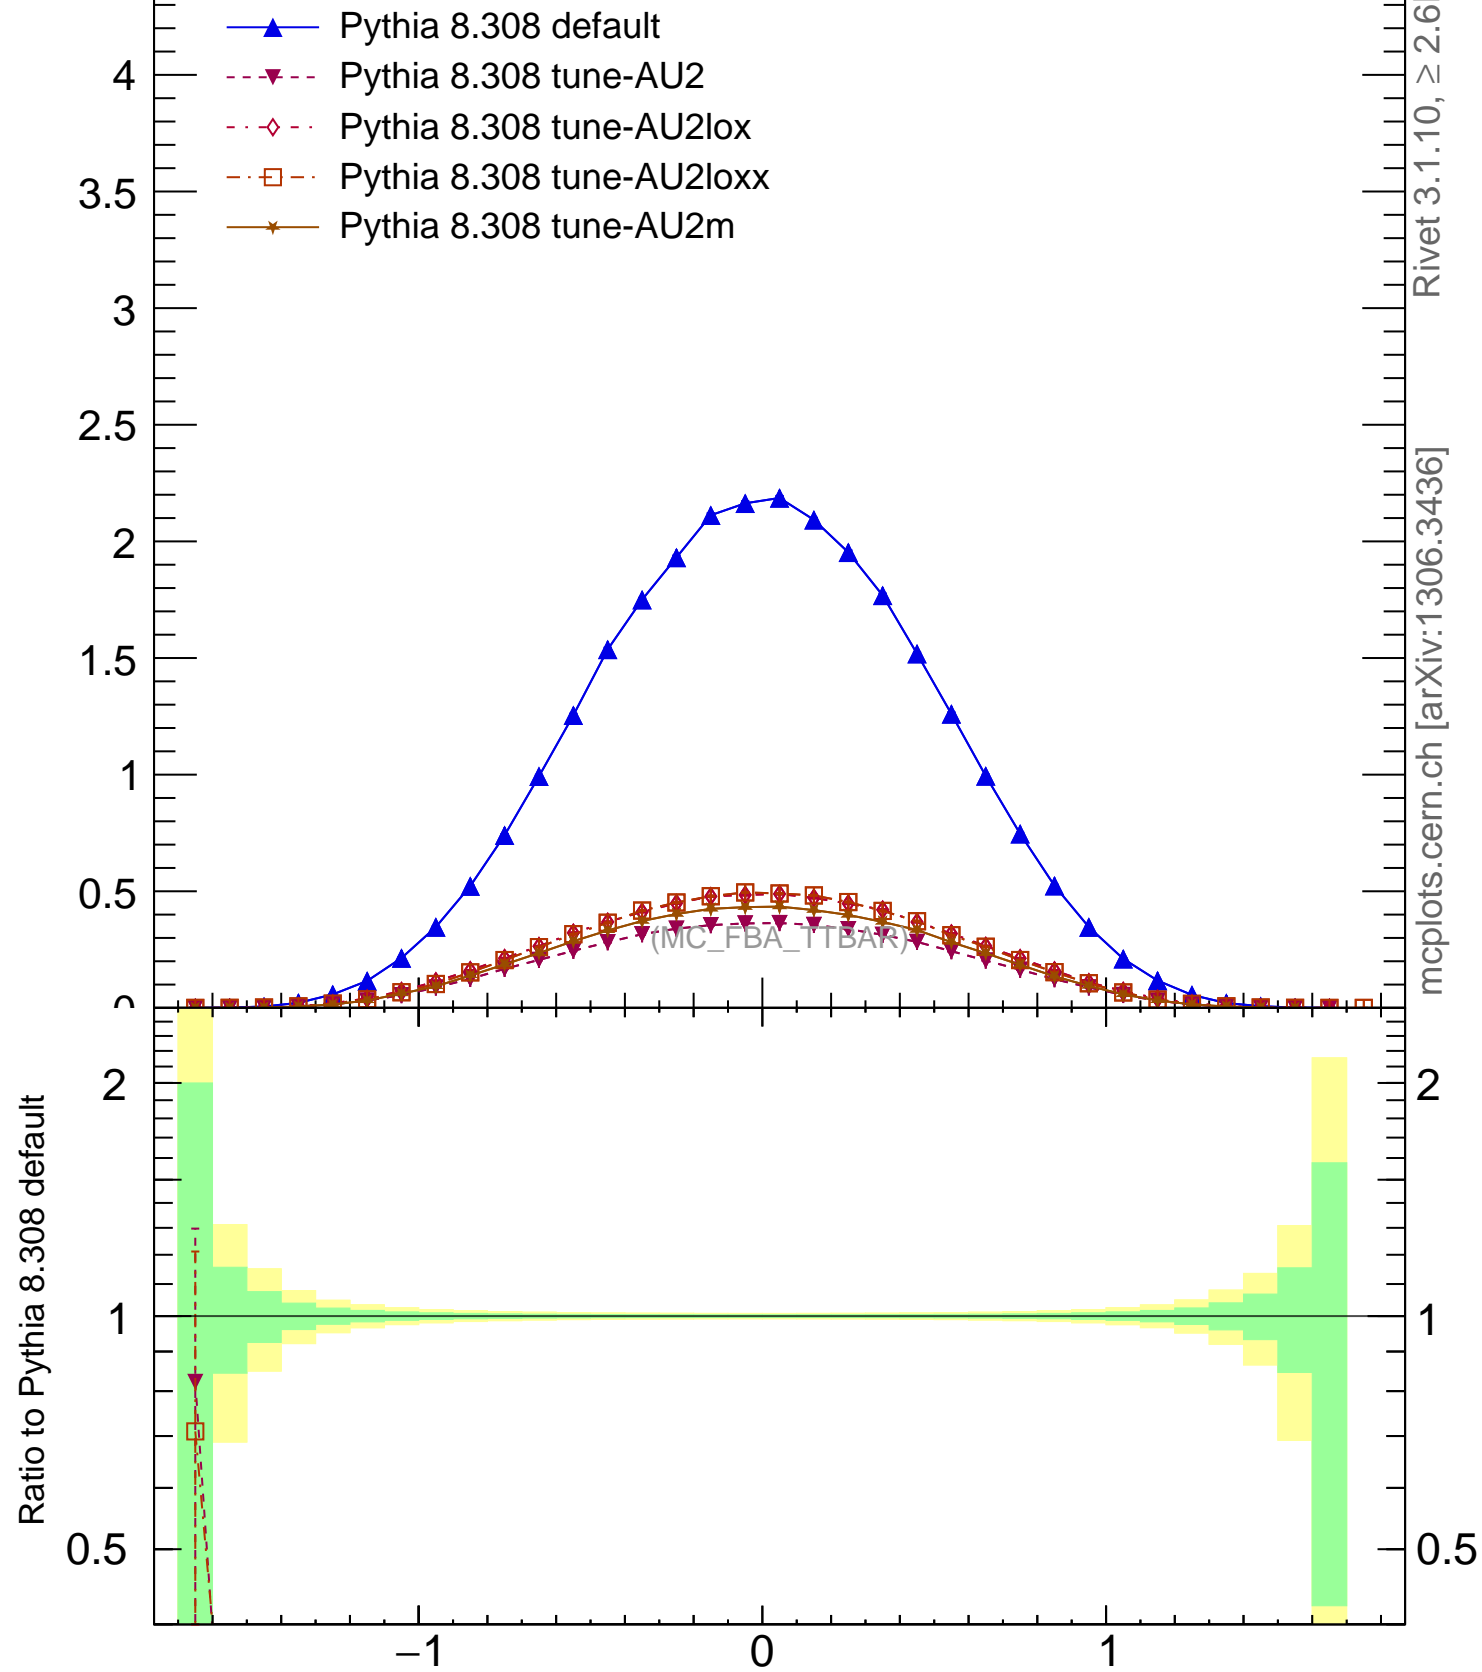 Pythia 8.308 default
Pythia 8.308 tune-AU2
Pythia 8.308 tune-AU2lox
Pythia 8.308 tune-AU2loxx
Pythia 8.308 tune-AU2m
4
3.5
3
2.5
2
1.5
1
0.5
0
(MC_FBA_TTBAR)
Rivet 3.1.10, ≥ 2.6
mcplots.cern.ch [arXiv:1306.3436]
Ratio to Pythia 8.308 default
2
1
0.5
2
1
0.5
−1
0
1